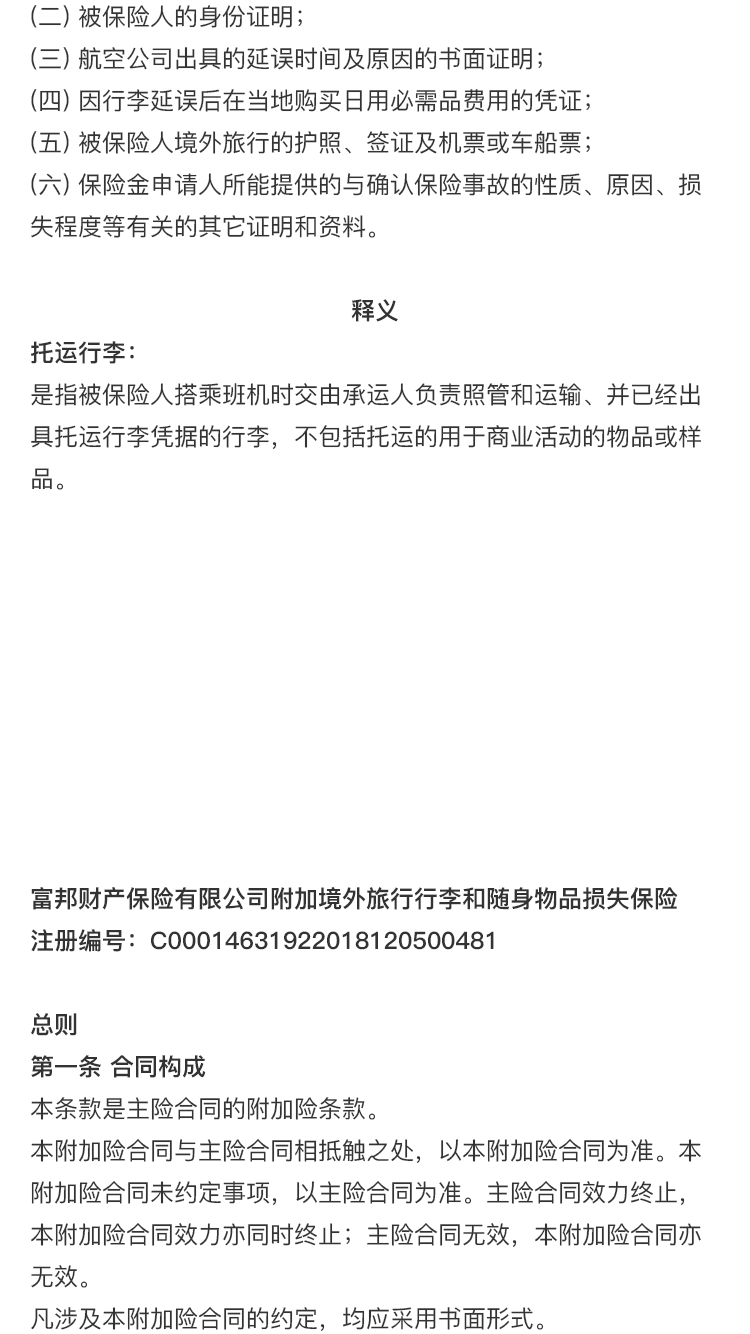 (二) 被保险人的身份证明；
(三) 航空公司出具的延误时间及原因的书面证明；
(四) 因行李延误后在当地购买日用必需品费用的凭证；
(五) 被保险人境外旅行的护照、签证及机票或车船票；
(六) 保险金申请人所能提供的与确认保险事故的性质、原因、损
失程度等有关的其它证明和资料。
释义
托运行李：
是指被保险人搭乘班机时交由承运人负责照管和运输、并已经出
具托运行李凭据的行李，不包括托运的用于商业活动的物品或样
品。
富邦财产保险有限公司附加境外旅行行李和随身物品损失保险
注册编号：C00014631922018120500481
总则
第一条 合同构成
本条款是主险合同的附加险条款。
本附加险合同与主险合同相抵触之处，以本附加险合同为准。本
附加险合同未约定事项，以主险合同为准。主险合同效力终止，
本附加险合同效力亦同时终止；主险合同无效，本附加险合同亦
无效。
凡涉及本附加险合同的约定，均应采用书面形式。